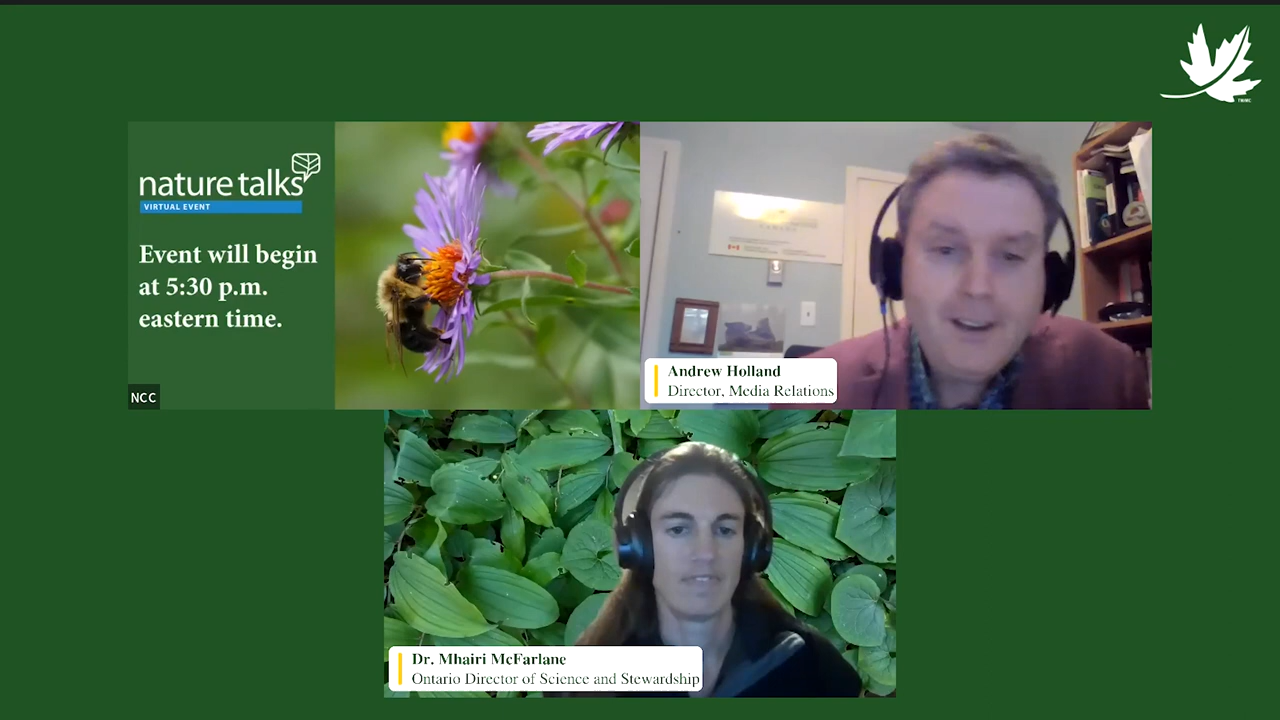 nature talks
VIRTUAL EVENT
Event will begin
at 5:30 p.m.
eastern time.
NCC
Andrew Holland
Director, Media Relations
Dr. Mhairi McFarlane
Ontario Director of Science and Stewardship